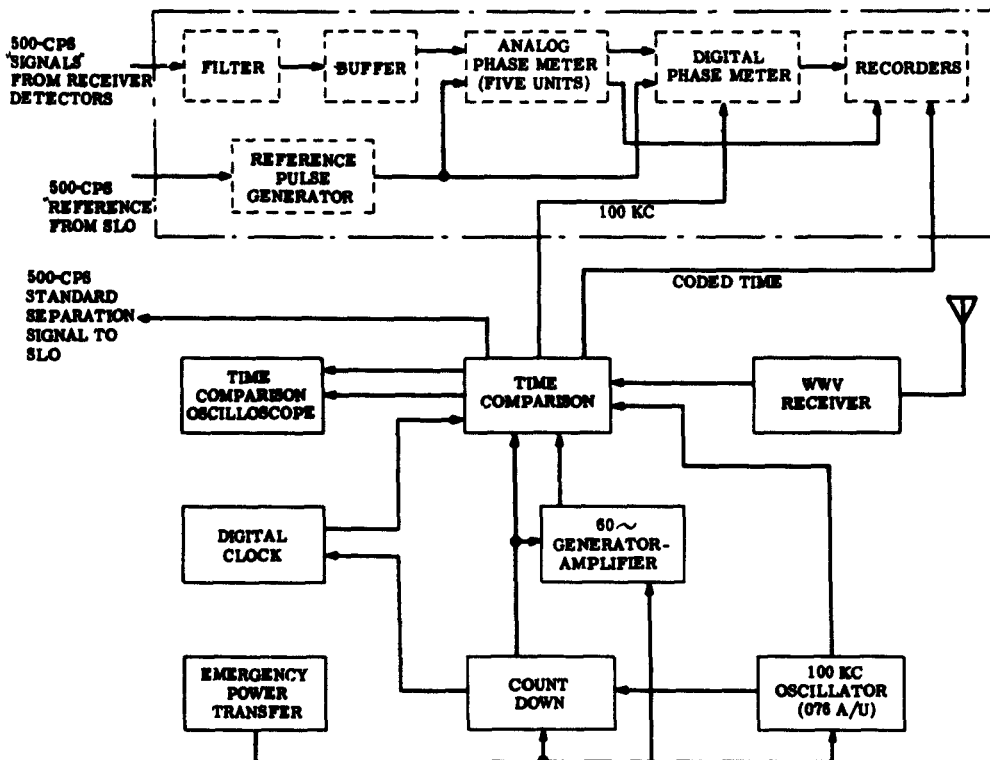 500-CPS
"SIGNALS"
FROM RECEIVER
DETECTORS
FILTER
BUFFER
ANALOG
PHASE METER
(FIVE UNITS)
DIGITAL
PHASE METER
RECORDERS
500-CPS
"REFERENCE"
FROM SLO
REFERENCE
PULSE
GENERATOR
100 KC
CODED TIME
500-CPS
STANDARD
SEPARATION
SIGNAL TO
SLO
TIME
COMPARISON
OSCILLOSCOPE
TIME
COMPARISON
WWV
RECEIVER
DIGITAL
CLOCK
60~
GENERATOR-
AMPLIFIER
EMERGENCY
POWER
TRANSFER
COUNT
DOWN
100 KC
OSCILLATOR
(076 A/U)